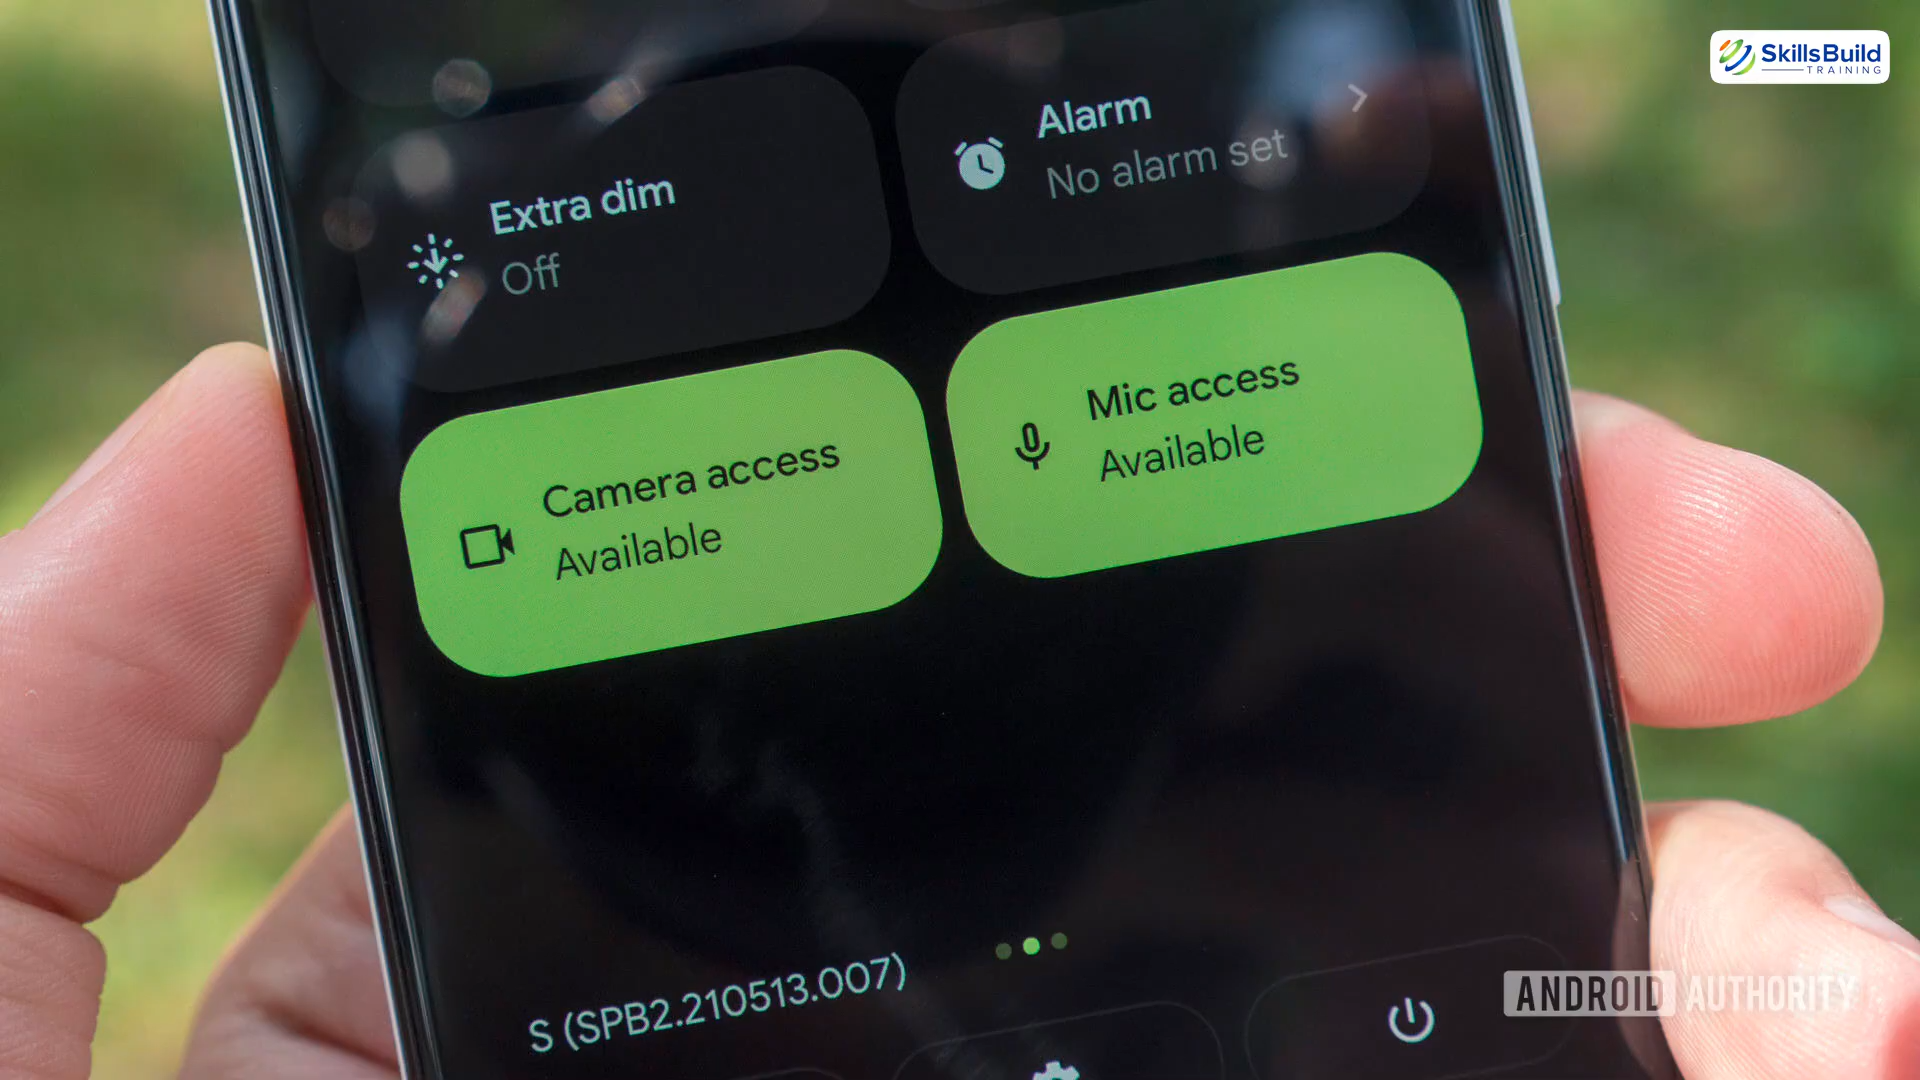 SkillsBuild
TRAINING
Alarm
No alarm set
Extra dim
Off
Mic access
Available
Camera access
Available
S (SPB2.210513.007)
ANDROID AUTHORITY